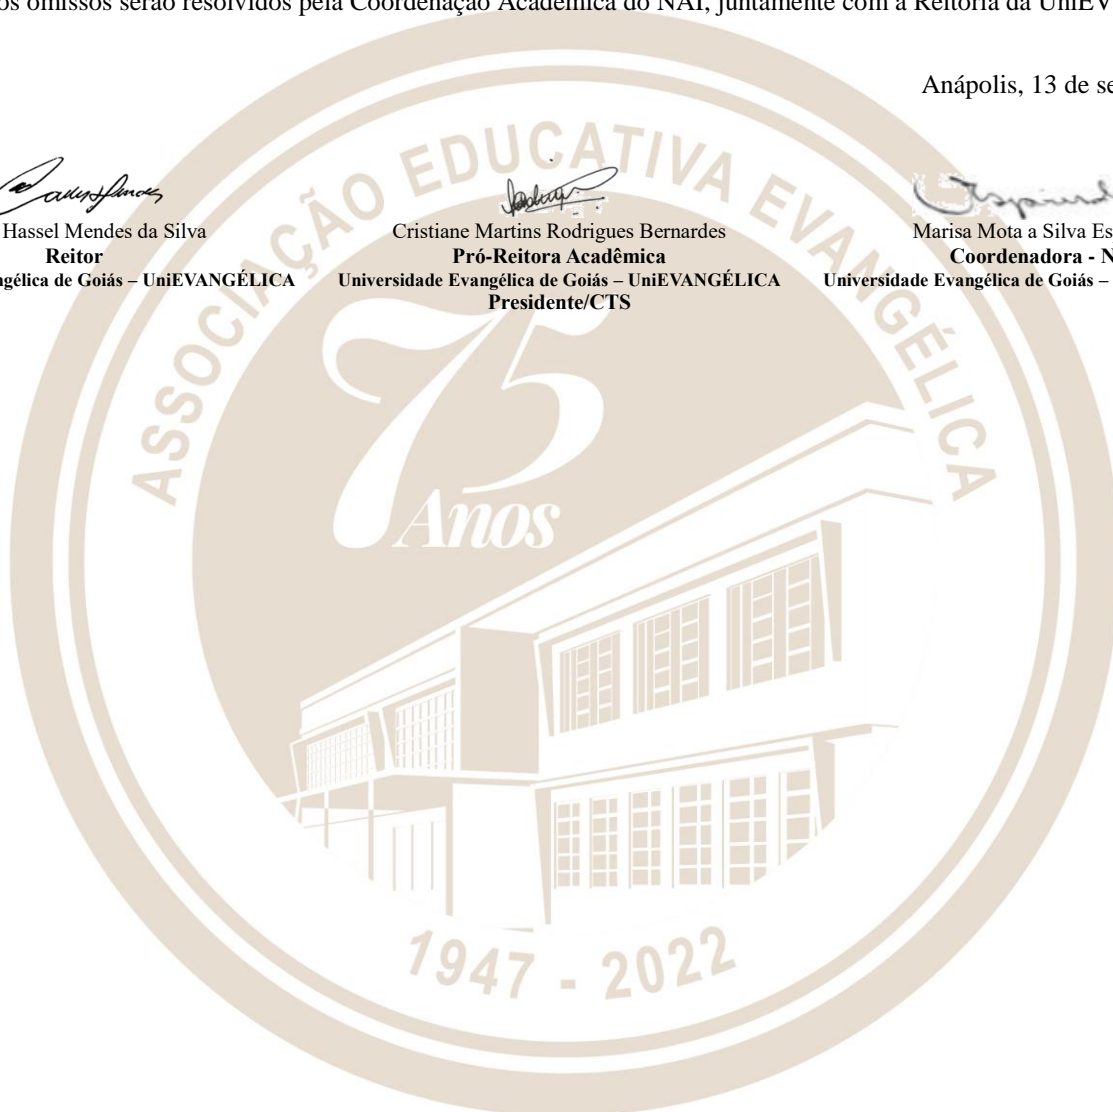 os omissos serão resolvidos pela Coordenação Acadêmica do NAI, juntamente com a Reitoria da UniEV
Anápolis, 13 de se
Hassel Mendes da Silva
Reitor
ngélica de Goiás – UniEVANGÉLICA
Cristiane Martins Rodrigues Bernardes
Pró-Reitora Acadêmica
Universidade Evangélica de Goiás – UniEVANGÉLICA
Presidente/CTS
Marisa Mota a Silva Es
Coordenadora - N
Universidade Evangélica de Goiás –
ASSOCIAÇÃO EDUCATIVA EVANGÉLICA
75
Anos
1947 - 2022